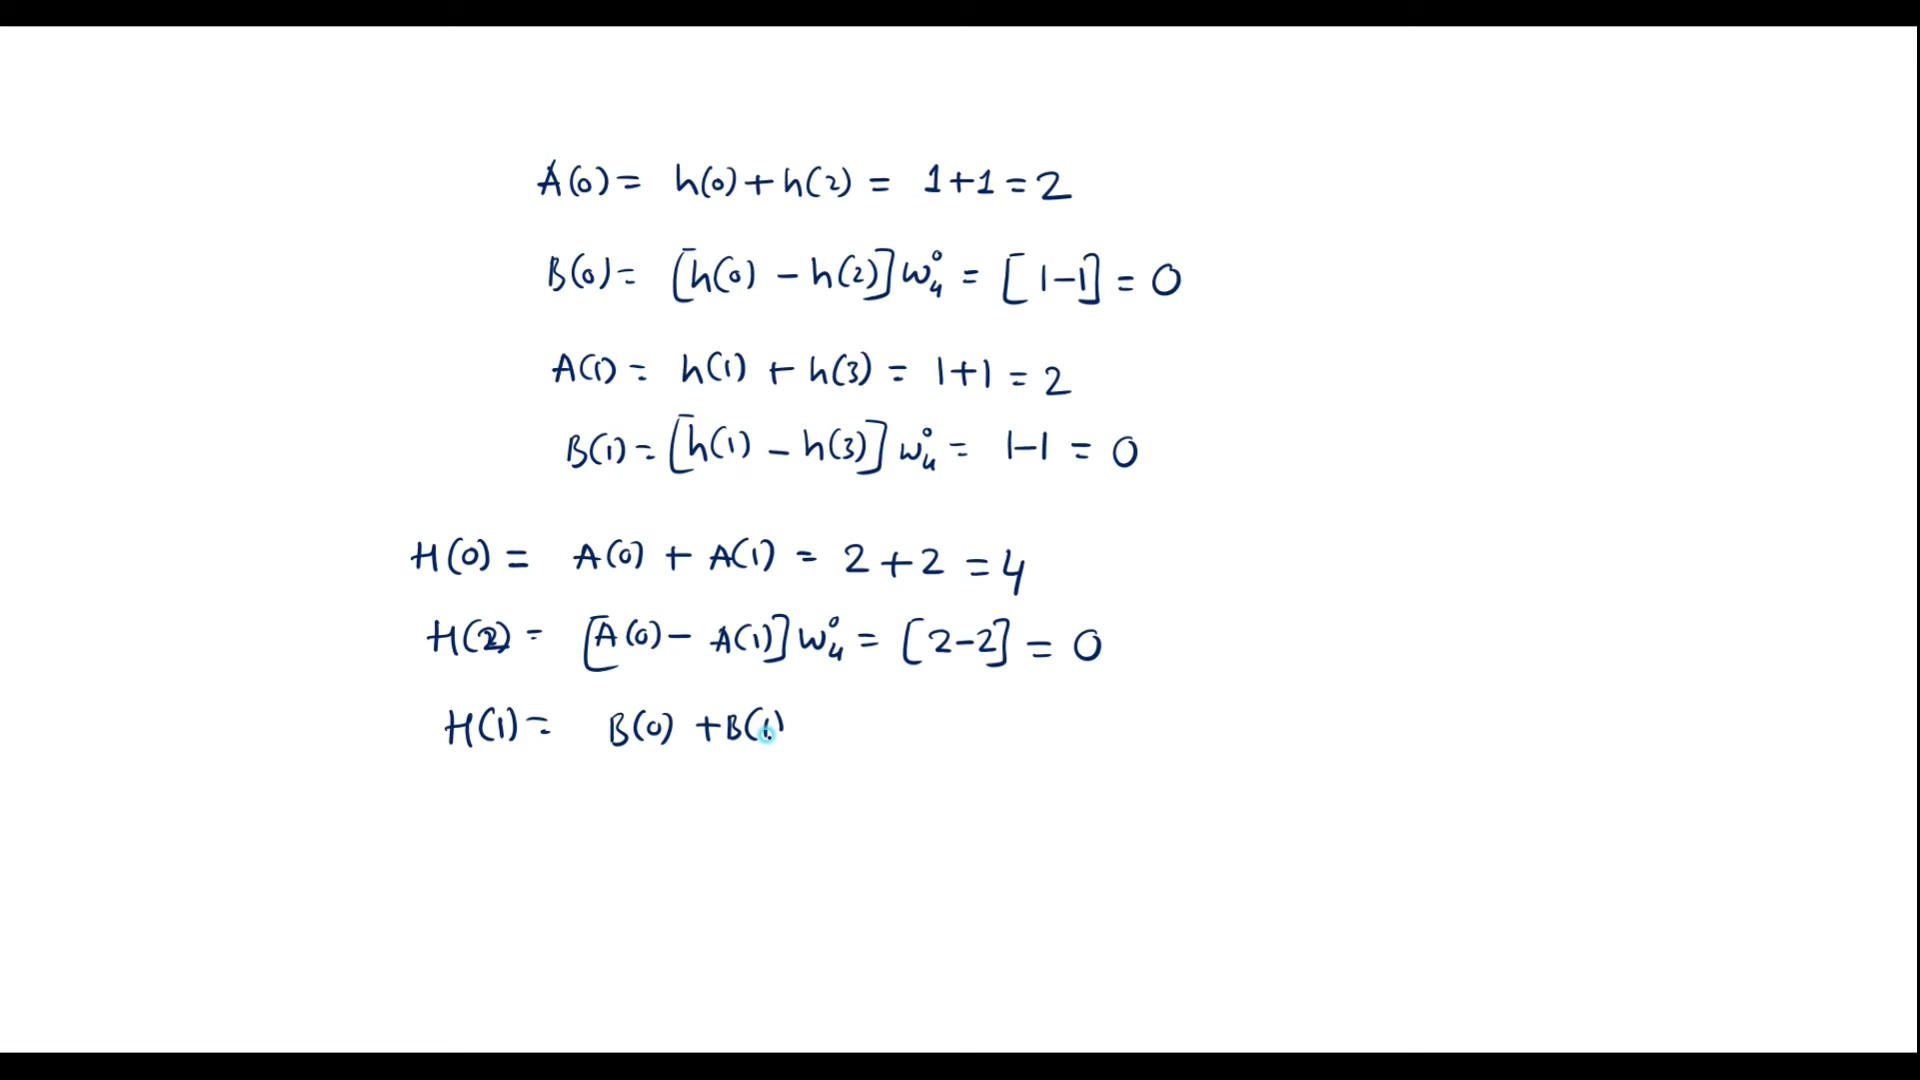 A(0) = h(0) + h(2) = 1+1 = 2
B(0) = [h(0) - h(2)] W₄⁰ = [1-1] = 0
A(1) = h(1) + h(3) = 1+1 = 2
B(1) = [h(1) - h(3)] W₄⁰ = 1-1 = 0
H(0) = A(0) + A(1) = 2+2 = 4
H(2) = [A(0) - A(1)] W₄⁰ = [2-2] = 0
H(1) = B(0) + B(1)